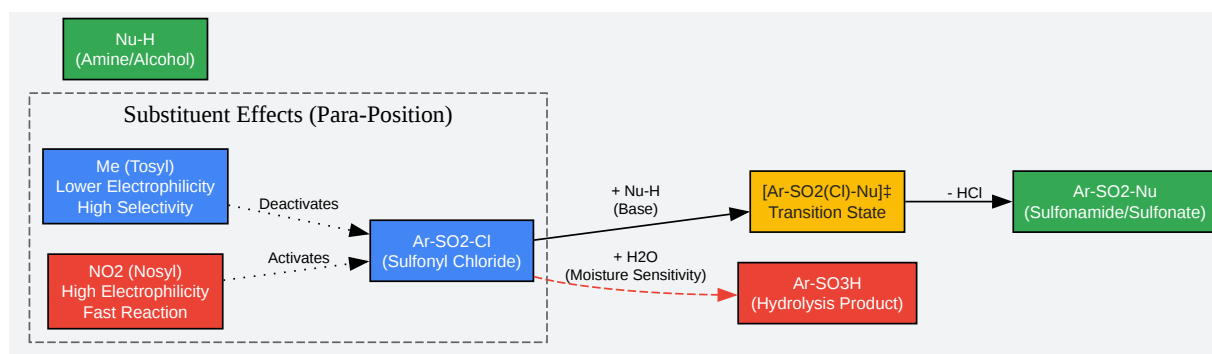 Nu-H
(Amine/Alcohol)
Substituent Effects (Para-Position)
Me (Tosyl)
Lower Electrophilicity
High Selectivity
Deactivates
NO2 (Nosyl)
High Electrophilicity
Fast Reaction
Activates
Ar-SO2-Cl
(Sulfonyl Chloride)
+ Nu-H
(Base)
+ H2O
(Moisture Sensitivity)
[Ar-SO2(Cl)-Nu]‡
Transition State
- HCl
Ar-SO2-Nu
(Sulfonamide/Sulfonate)
Ar-SO3H
(Hydrolysis Product)